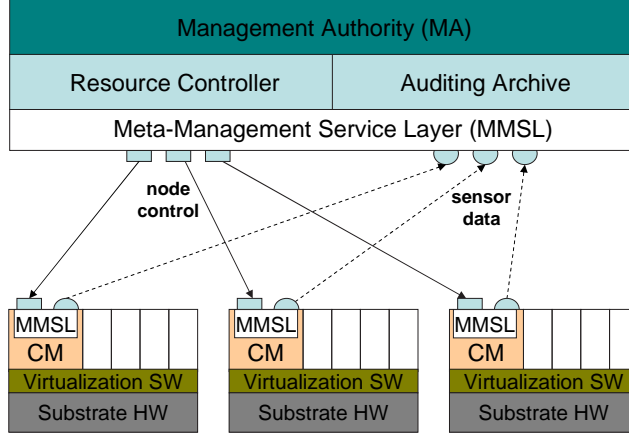 Management Authority (MA)
Resource Controller
Auditing Archive
Meta-Management Service Layer (MMSL)
node
control
sensor
data
MMSL
CM
Virtualization SW
Substrate HW
MMSL
CM
Virtualization SW
Substrate HW
MMSL
CM
Virtualization SW
Substrate HW